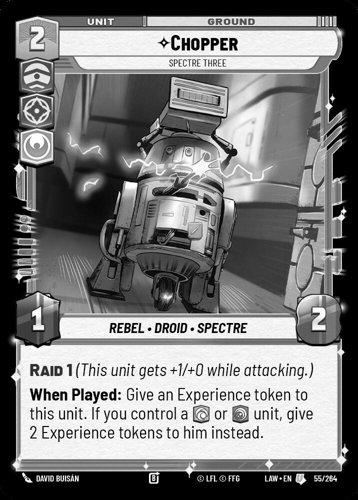 UNIT
GROUND
2
✧CHOPPER
SPECTRE THREE
1
2
REBEL • DROID • SPECTRE
RAID 1 (This unit gets +1/+0 while attacking.)
When Played: Give an Experience token to
this unit. If you control a or unit, give
2 Experience tokens to him instead.
DAVID BUISÁN
© LFL © FFG
LAW • EN
55/264